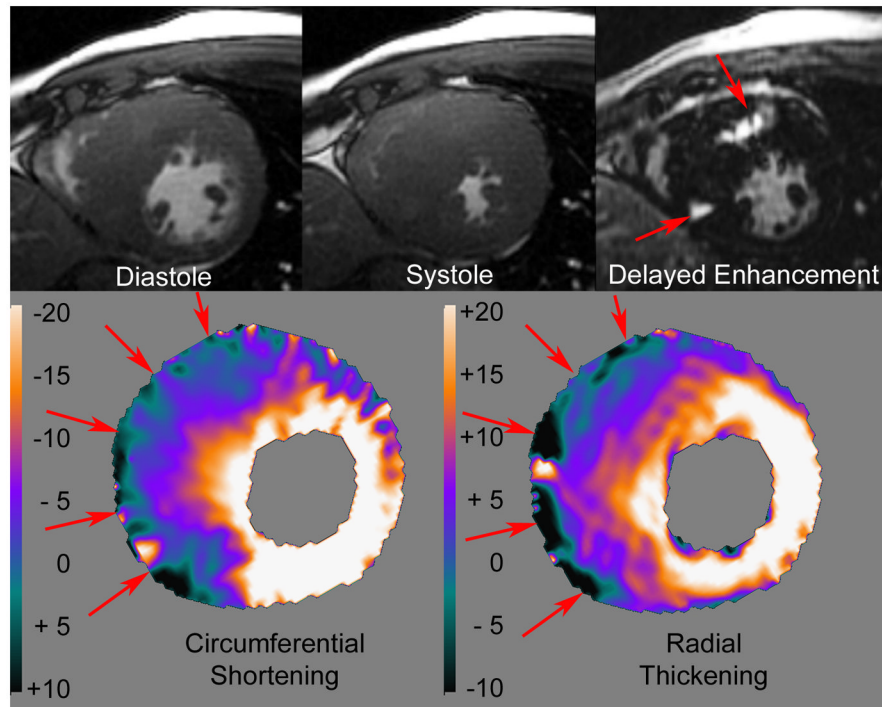 Diastole
Systole
Delayed Enhancement
-20
-15
-10
- 5
0
+ 5
+10
Circumferential
Shortening
+20
+15
+10
+ 5
0
- 5
-10
Radial
Thickening